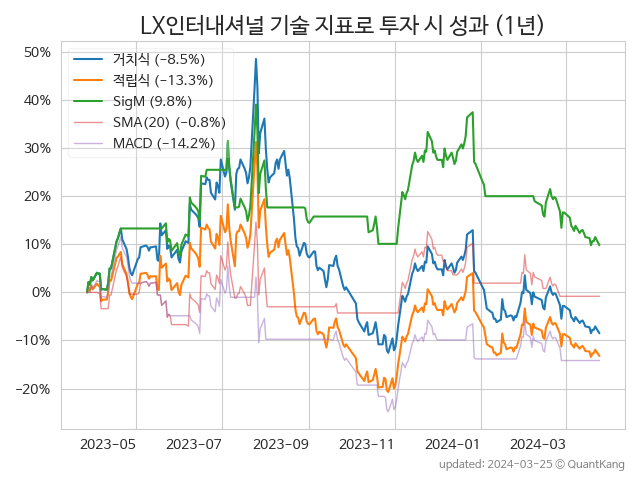 LX인터내셔널 기술 지표로 투자 시 성과 (1년)
50%
40%
30%
20%
10%
0%
−10%
−20%
거치식 (−8.5%)
적립식 (−13.3%)
SigM (9.8%)
SMA(20) (−0.8%)
MACD (−14.2%)
2023-05
2023-07
2023-09
2023-11
2024-01
2024-03
updated: 2024-03-25 © QuantKang